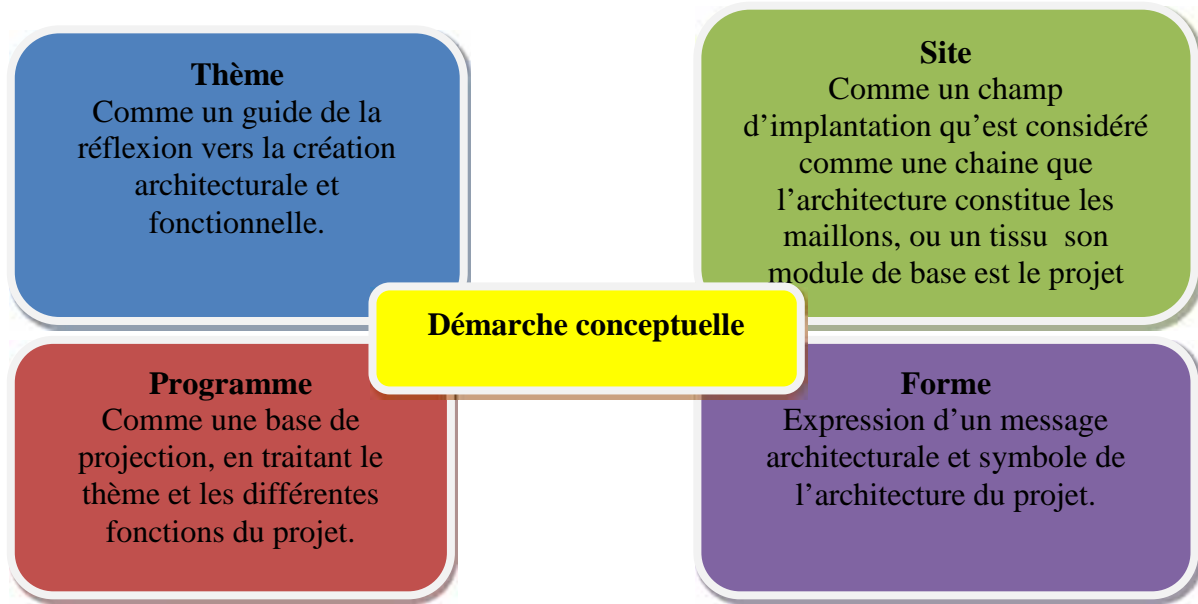 Thème
Comme un guide de la
réflexion vers la création
architecturale et
fonctionnelle.
Site
Comme un champ
d’implantation qu’est considéré
comme une chaine que
l’architecture constitue les
maillons, ou un tissu son
module de base est le projet
Démarche conceptuelle
Programme
Comme une base de
projection, en traitant le
thème et les différentes
fonctions du projet.
Forme
Expression d’un message
architecturale et symbole de
l’architecture du projet.